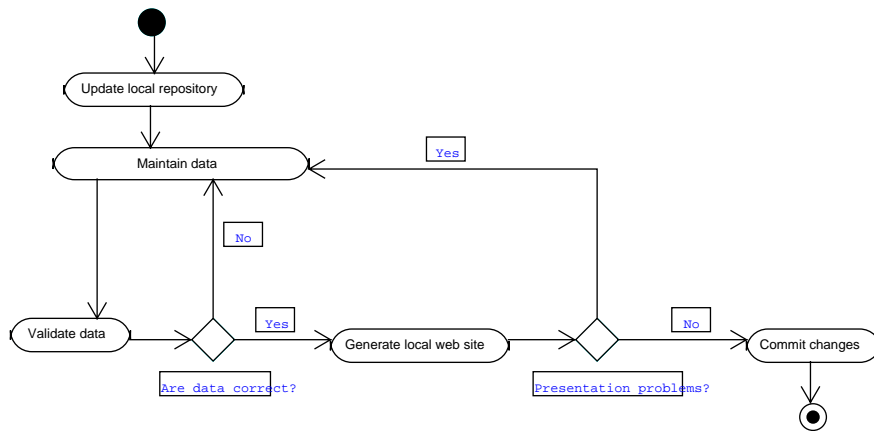 Update local repository
Maintain data
Yes
No
Validate data
Yes
Generate local web site
No
Commit changes
Are data correct?
Presentation problems?